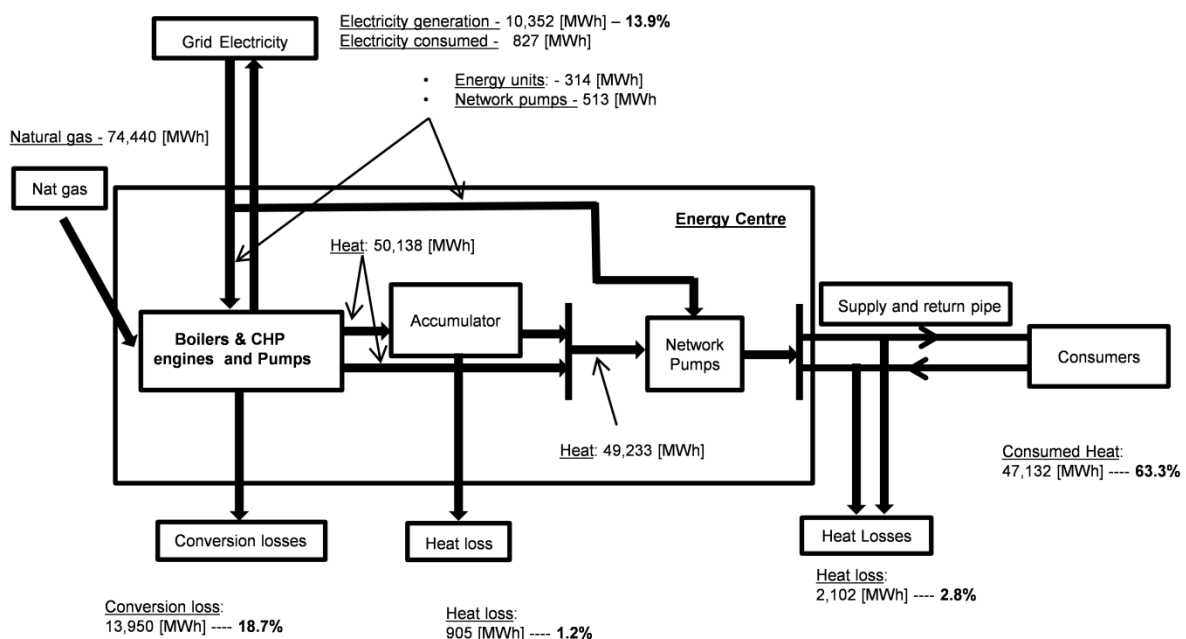 Electricity generation - 10,352 [MWh] – 13.9%
Electricity consumed -   827 [MWh]
Grid Electricity
• Energy units: - 314 [MWh]
• Network pumps - 513 [MWh
Natural gas - 74,440 [MWh]
Nat gas
Energy Centre
Heat: 50,138 [MWh]
Boilers & CHP
engines and Pumps
Accumulator
Network
Pumps
Supply and return pipe
Consumers
Heat: 49,233 [MWh]
Consumed Heat:
47,132 [MWh] ---- 63.3%
Conversion losses
Heat loss
Heat Losses
Conversion loss:
13,950 [MWh] ---- 18.7%
Heat loss:
905 [MWh] ---- 1.2%
Heat loss:
2,102 [MWh] ---- 2.8%